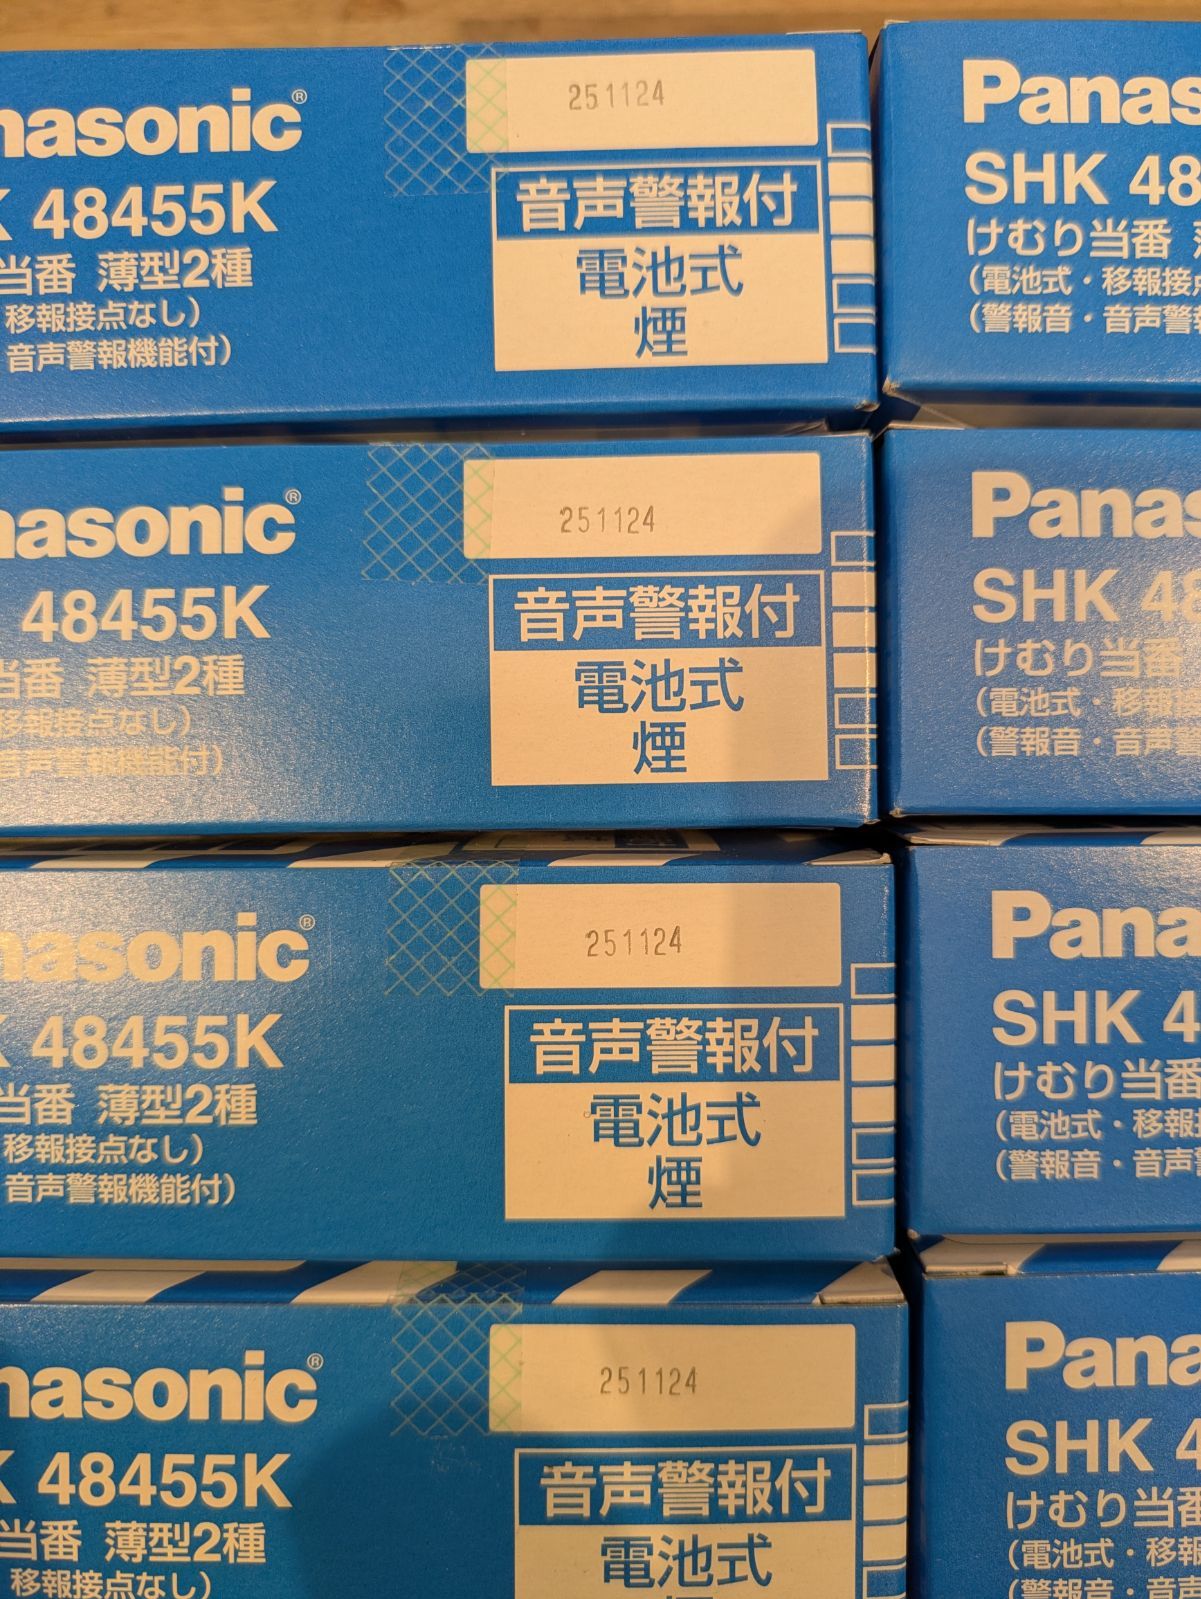 nasonic®
251124
48455K
音声警報付
当番 薄型2種
電池式
移報接点なし）
煙
音声警報機能付）
Panas
SHK 48
けむり当番
（電池式・移報接点
（警報音・音声警報
nasonic®
251124
48455K
音声警報付
当番 薄型2種
電池式
移報接点なし）
煙
音声警報機能付）
Panas
SHK 48
けむり当番
（電池式・移報接
（警報音・音声警
nasonic®
251124
48455K
音声警報付
当番 薄型2種
電池式
移報接点なし）
煙
音声警報機能付）
Pana
SHK 4
けむり当番
（電池式・移報
（警報音・音声
nasonic®
251124
48455K
音声警報付
当番 薄型2種
電池式
移報接点なし）
Pana
SHK 4
けむり当番
（電池式・移報
（警報音・音声